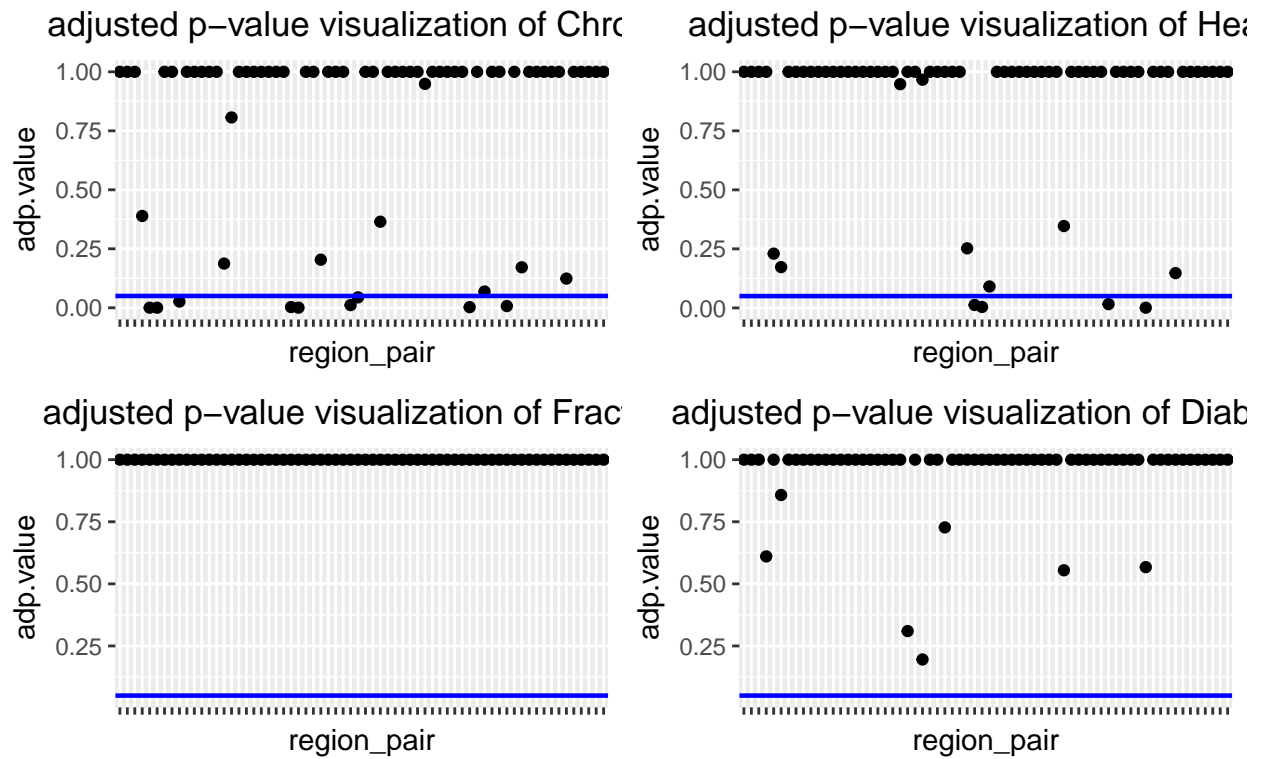 adjusted p−value visualization of Chrc
1.00
0.75
0.50
0.25
0.00
adp.value
region_pair
adjusted p−value visualization of Hea
1.00
0.75
0.50
0.25
0.00
adp.value
region_pair
adjusted p−value visualization of Frac
1.00
0.75
0.50
0.25
adp.value
region_pair
adjusted p−value visualization of Diab
1.00
0.75
0.50
0.25
adp.value
region_pair